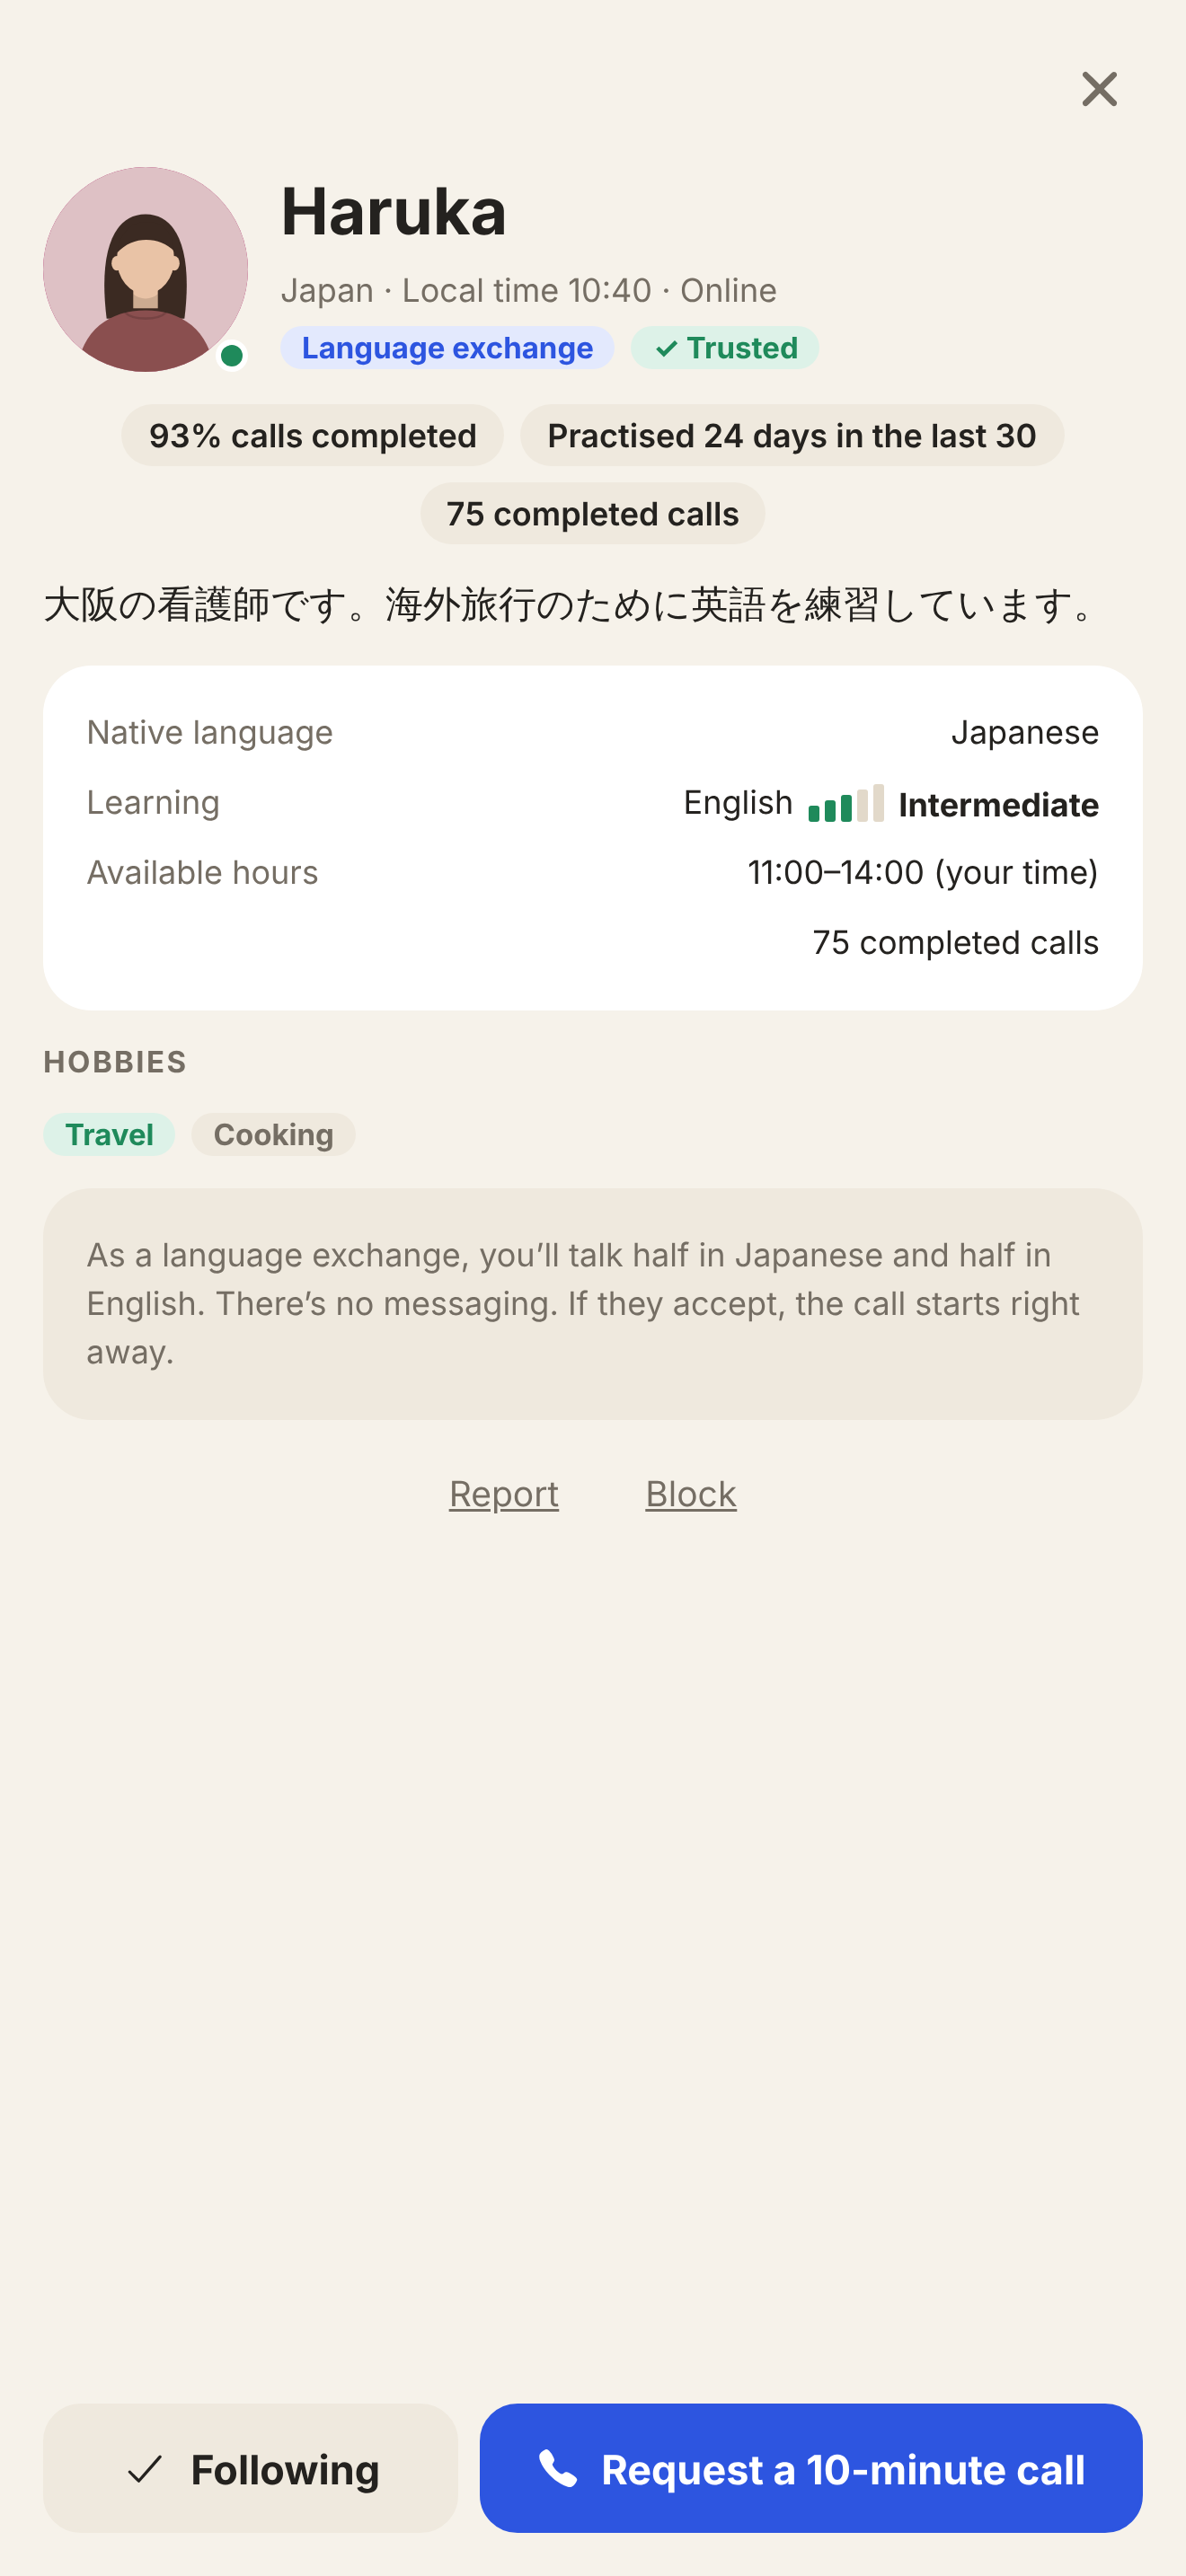 Haruka
Japan · Local time 10:40 · Online
Language exchange ✓ Trusted
93% calls completed Practised 24 days in the last 30
75 completed calls
大阪の看護師です。海外旅行のために英語を練習しています。
Native language Japanese
Learning English Intermediate
Available hours 11:00–14:00 (your time)
75 completed calls
HOBBIES
Travel Cooking
As a language exchange, you’ll talk half in Japanese and half in
English. There’s no messaging. If they accept, the call starts right
away.
Report Block
✓ Following Request a 10-minute call